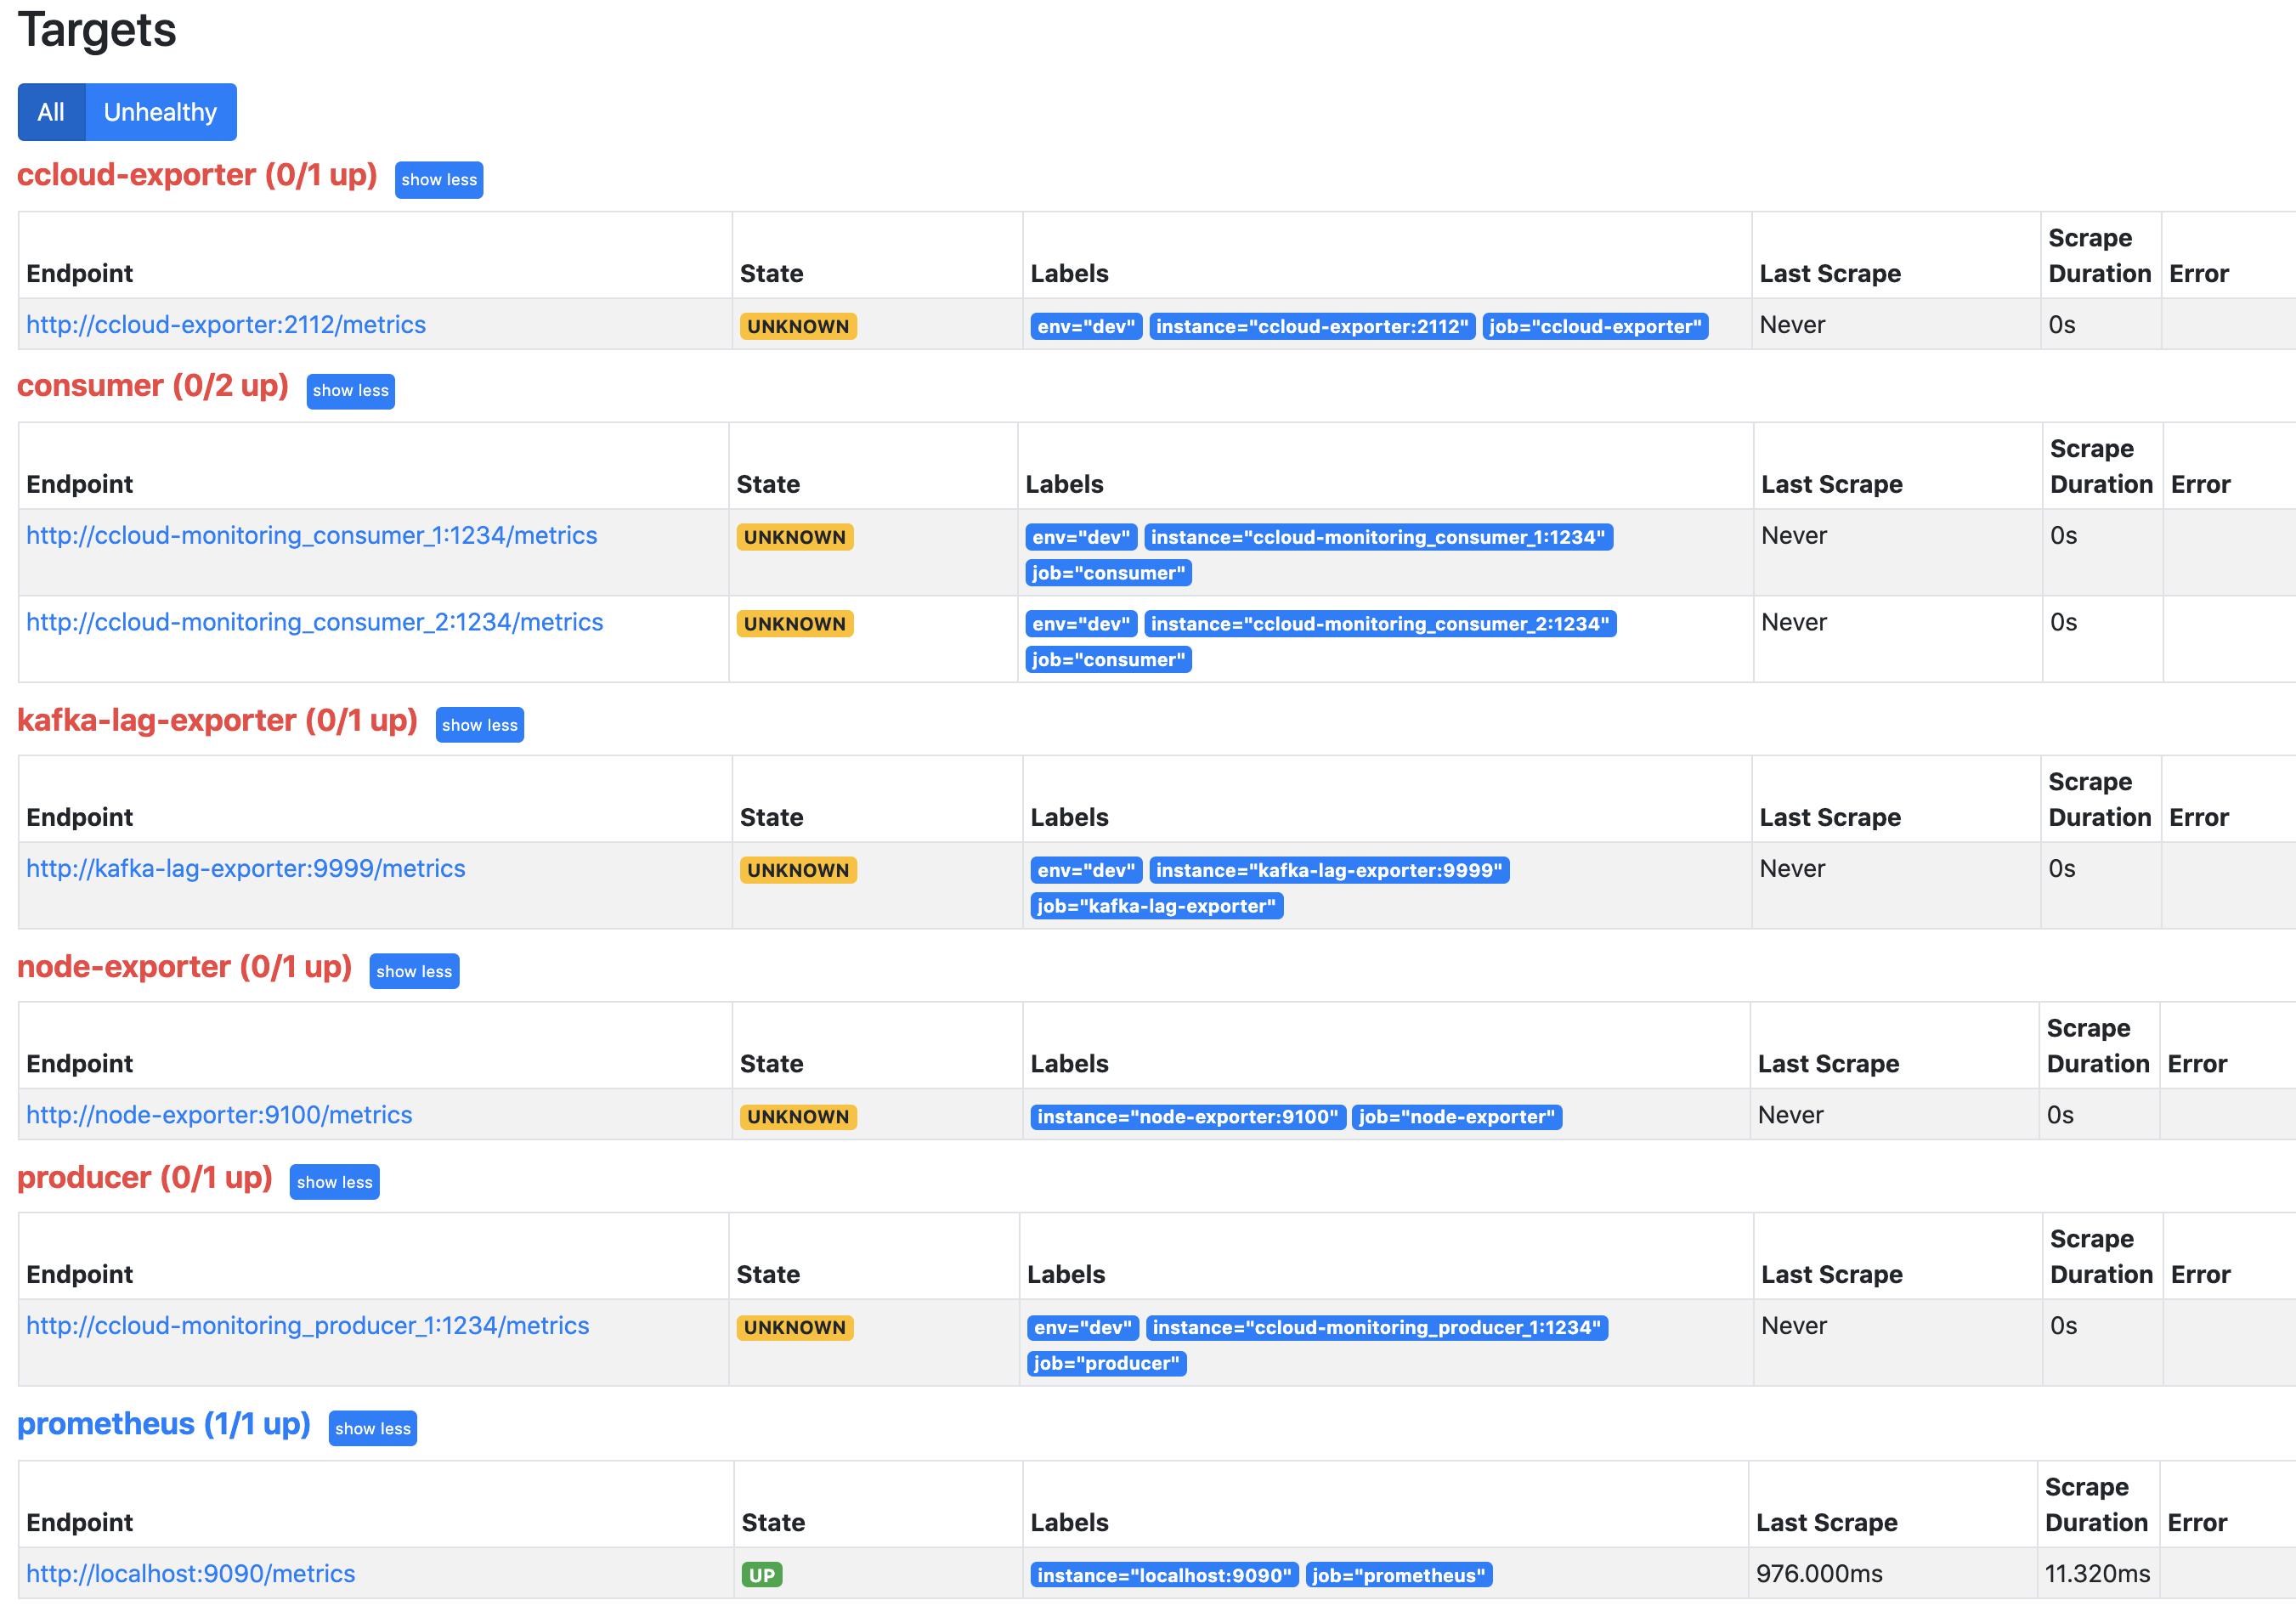 Targets
All Unhealthy
ccloud-exporter (0/1 up) show less
Endpoint State Labels Last Scrape Scrape Duration Error
http://ccloud-exporter:2112/metrics UNKNOWN env="dev" instance="ccloud-exporter:2112" job="ccloud-exporter" Never 0s
consumer (0/2 up) show less
Endpoint State Labels Last Scrape Scrape Duration Error
http://ccloud-monitoring_consumer_1:1234/metrics UNKNOWN env="dev" instance="ccloud-monitoring_consumer_1:1234" Never 0s
job="consumer"
http://ccloud-monitoring_consumer_2:1234/metrics UNKNOWN env="dev" instance="ccloud-monitoring_consumer_2:1234" Never 0s
job="consumer"
kafka-lag-exporter (0/1 up) show less
Endpoint State Labels Last Scrape Scrape Duration Error
http://kafka-lag-exporter:9999/metrics UNKNOWN env="dev" instance="kafka-lag-exporter:9999" Never 0s
job="kafka-lag-exporter"
node-exporter (0/1 up) show less
Endpoint State Labels Last Scrape Scrape Duration Error
http://node-exporter:9100/metrics UNKNOWN instance="node-exporter:9100" job="node-exporter" Never 0s
producer (0/1 up) show less
Endpoint State Labels Last Scrape Scrape Duration Error
http://ccloud-monitoring_producer_1:1234/metrics UNKNOWN env="dev" instance="ccloud-monitoring_producer_1:1234" Never 0s
job="producer"
prometheus (1/1 up) show less
Endpoint State Labels Last Scrape Scrape Duration Error
http://localhost:9090/metrics UP instance="localhost:9090" job="prometheus" 976.000ms 11.320ms